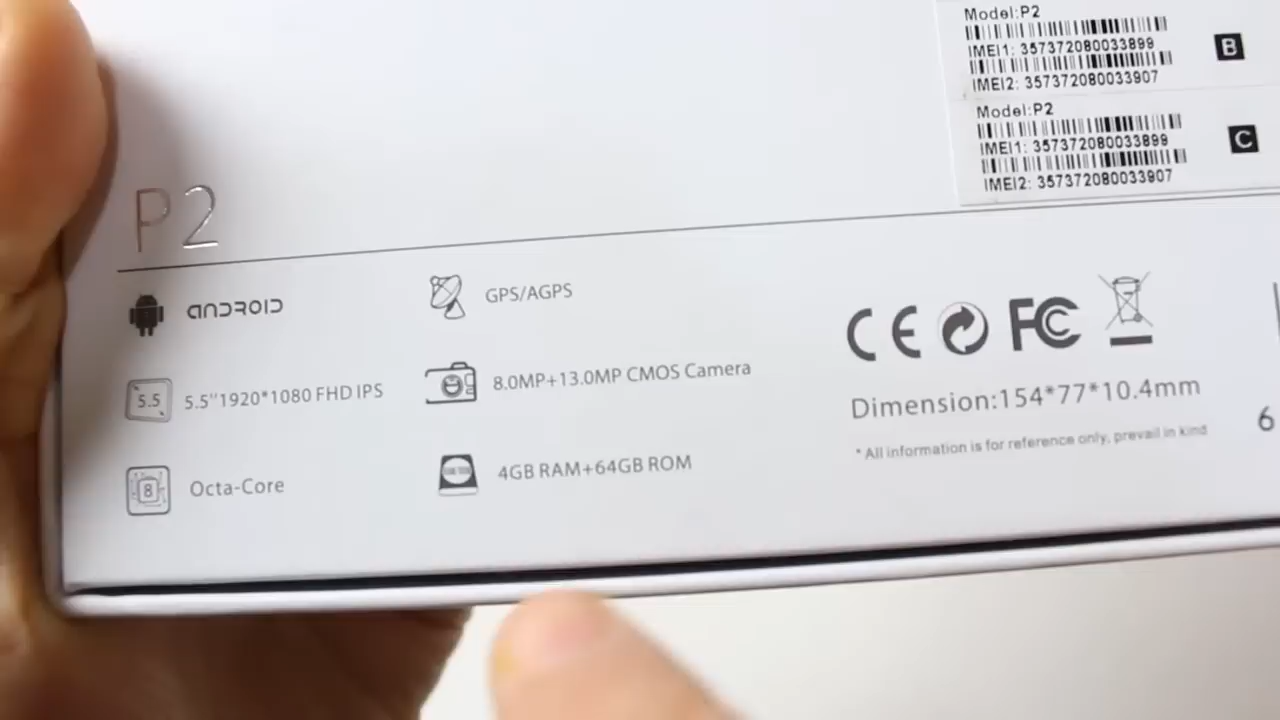 Model:P2
IMEI1: 357372080033899
IMEI2: 357372080033907
B
Model:P2
IMEI1: 357372080033899
IMEI2: 357372080033907
C
P2
ANDROID
GPS/AGPS
CE
FC
5.5
5.5"1920*1080 FHD IPS
8.0MP+13.0MP CMOS Camera
Dimension:154*77*10.4mm
* All information is for reference only, prevail in kind
6
8
Octa-Core
4GB RAM+64GB ROM